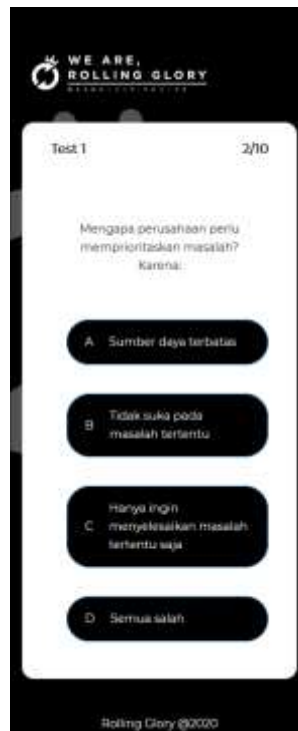 WE ARE,
ROLLING GLORY
Test 1
2/10
Mengapa perusahaan perlu
memprioritaskan masalah?
Karena:
A Sumber daya terbatas
Tidak suka pada
B masalah tertentu
Hanya ingin
C menyelesaikan masalah
tertentu saja
D Semua salah
Rolling Glory @2020